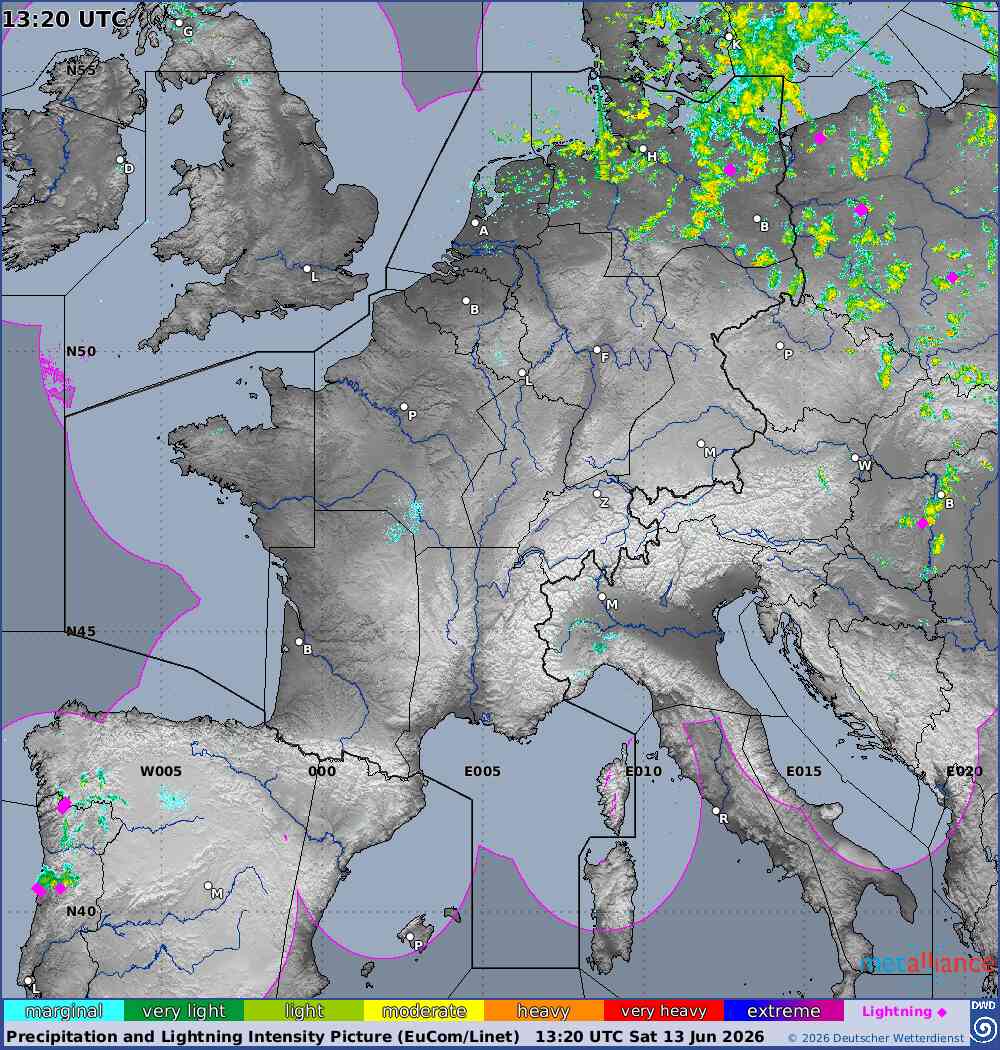 13:20 UTC
G
K
N55
D
H
A
B
L
B
N50
F
P
L
P
M
W
Z
B
M
N45
B
W005
000
E005
E010
E015
E020
R
M
N40
P
L
metalliance
marginal very light light moderate heavy very heavy extreme Lightning
DWD
Precipitation and Lightning Intensity Picture (EuCom/Linet) 13:20 UTC Sat 13 Jun 2026 © 2026 Deutscher Wetterdienst